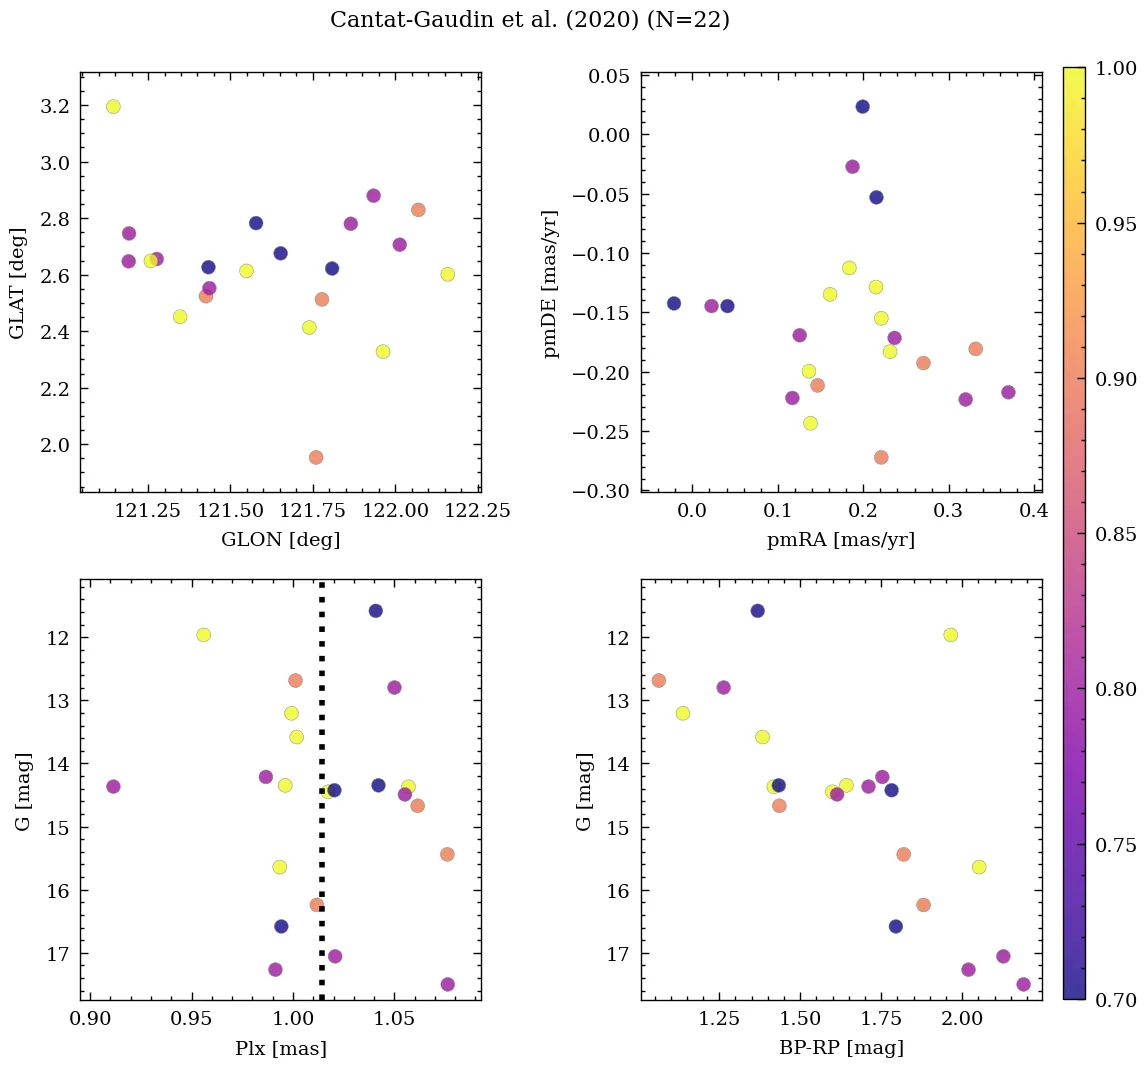 Cantat-Gaudin et al. (2020) (N=22)
3.2
3.0
2.8
2.6
2.4
2.2
2.0
GLAT [deg]
121.25 121.50 121.75 122.00 122.25
GLON [deg]
0.05
0.00
−0.05
−0.10
−0.15
−0.20
−0.25
−0.30
pmDE [mas/yr]
0.0 0.1 0.2 0.3 0.4
pmRA [mas/yr]
12
13
14
15
16
17
G [mag]
0.90 0.95 1.00 1.05
Plx [mas]
12
13
14
15
16
17
G [mag]
1.25 1.50 1.75 2.00
BP-RP [mag]
1.00
0.95
0.90
0.85
0.80
0.75
0.70